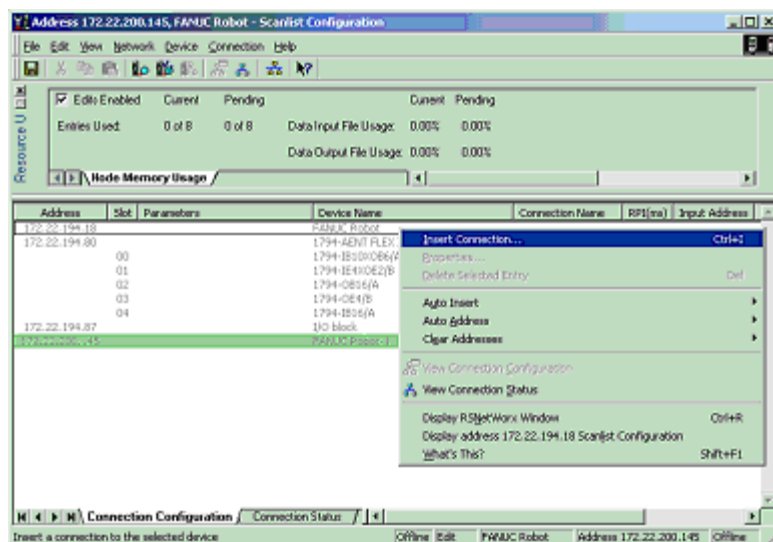 Address 172.22.200.145, FANUC Robot - Scanlist Configuration
File Edit View Network Device Connection Help
Resource U
Edits Enabled Current Pending Current Pending
Entries Used: 0 of 8 0 of 8 Data Input File Usage: 0.00% 0.00%
Data Output File Usage: 0.00% 0.00%
Node Memory Usage
Address Slot Parameters Device Name Connection Name RPI(ms) Input Address
172.22.194.18 FANUC Robot
172.22.194.80 1794-AENT FLEX
00 1794-IB10XOB6/A
01 1794-IE4XOE2/B
02 1794-OB16/A
03 1794-OE4/B
04 1794-IB16/A
172.22.194.87 I/O block
FANUC Robot-1
Insert Connection... Ctrl+I
Properties...
Delete Selected Entry Del
Auto Insert
Auto Address
Clear Addresses
View Connection Configuration
View Connection Status
Display RSNetWorx Window Ctrl+R
Display address 172.22.194.18 Scanlist Configuration
What's This? Shift+F1
Connection Configuration Connection Status
Insert a connection to the selected device Offline Edit FANUC Robot Address 172.22.200.145 Offline